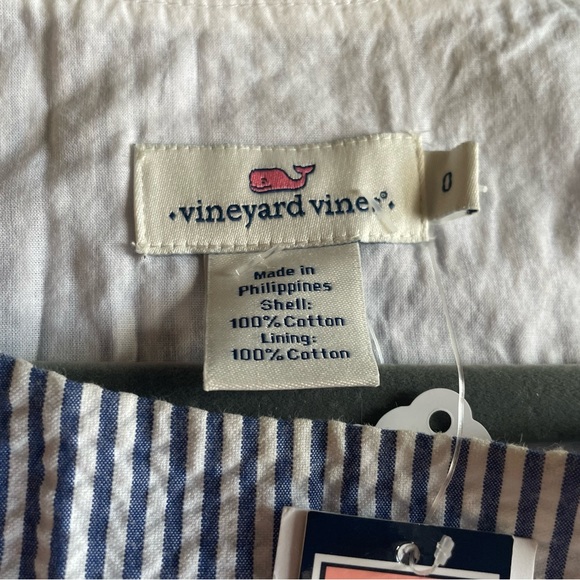 vineyard vines®
0
Made in
Philippines
Shell:
100% Cotton
Lining:
100% Cotton